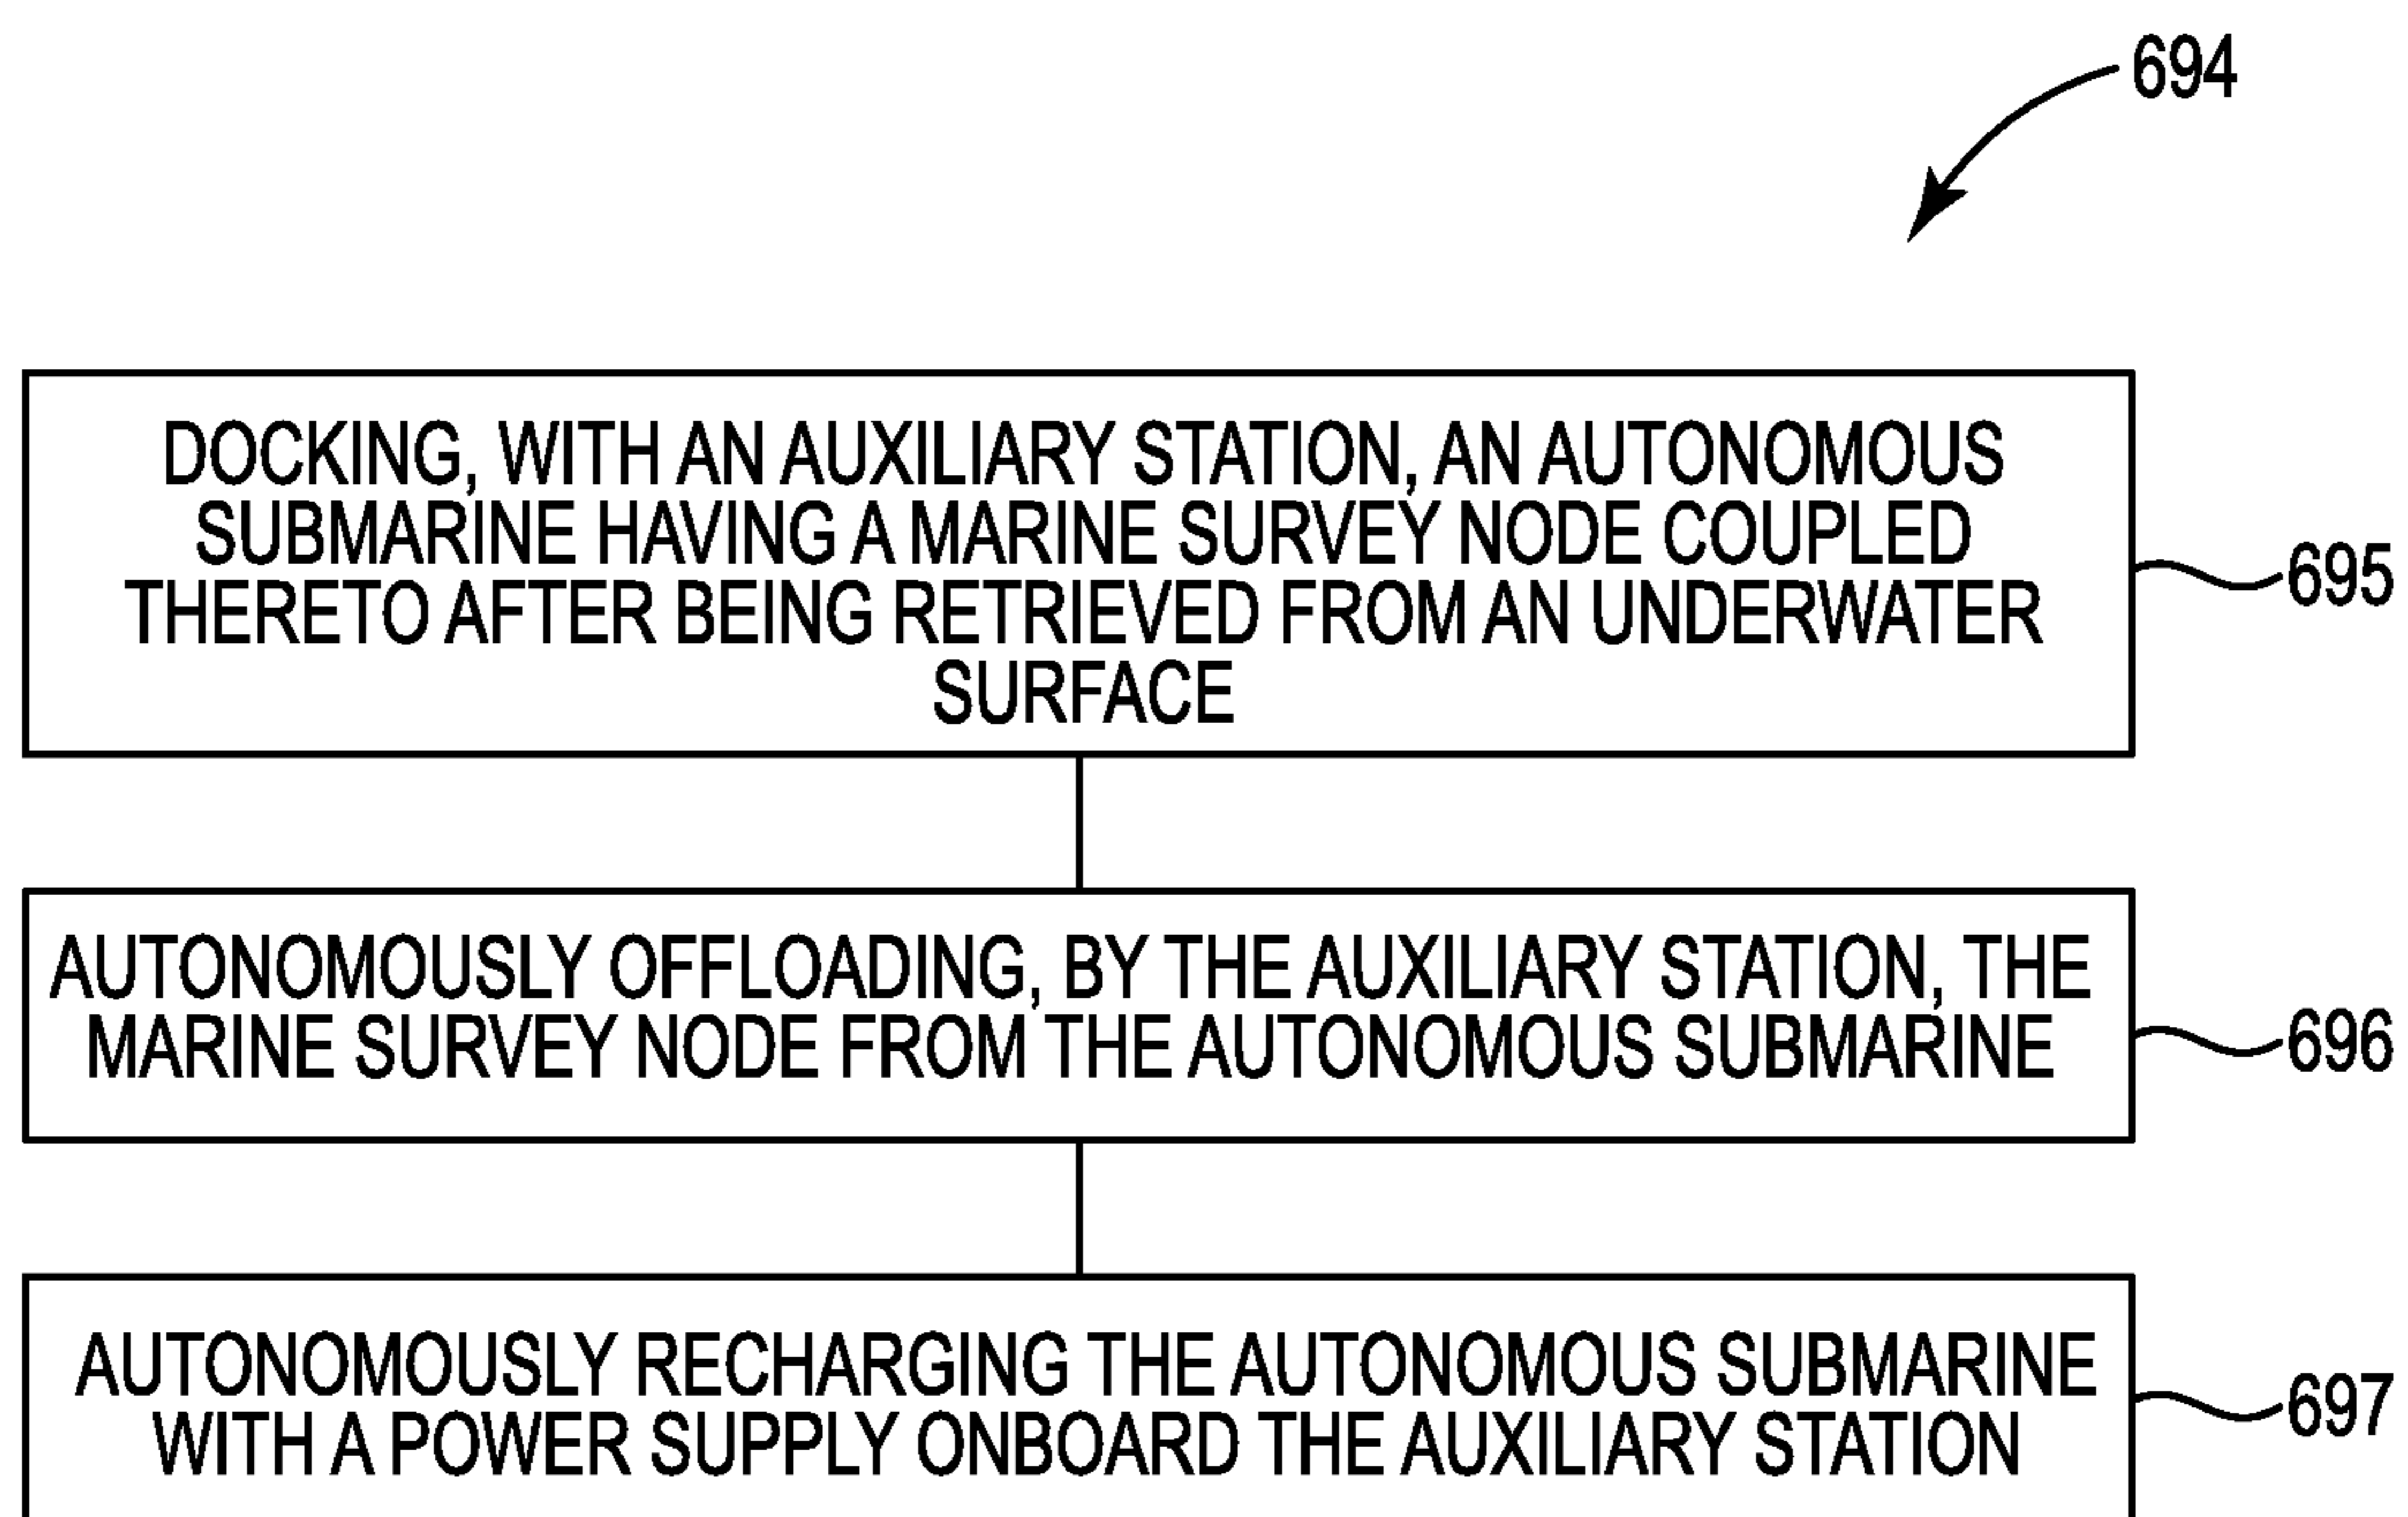 694
DOCKING, WITH AN AUXILIARY STATION, AN AUTONOMOUS
SUBMARINE HAVING A MARINE SURVEY NODE COUPLED
THERETO AFTER BEING RETRIEVED FROM AN UNDERWATER
SURFACE
695
AUTONOMOUSLY OFFLOADING, BY THE AUXILIARY STATION, THE
MARINE SURVEY NODE FROM THE AUTONOMOUS SUBMARINE
696
AUTONOMOUSLY RECHARGING THE AUTONOMOUS SUBMARINE
WITH A POWER SUPPLY ONBOARD THE AUXILIARY STATION
697